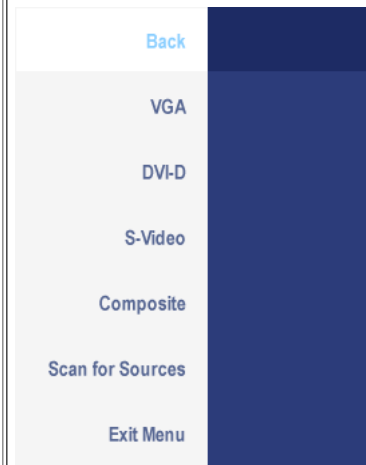 Back
VGA
DVI-D
S-Video
Composite
Scan for Sources
Exit Menu